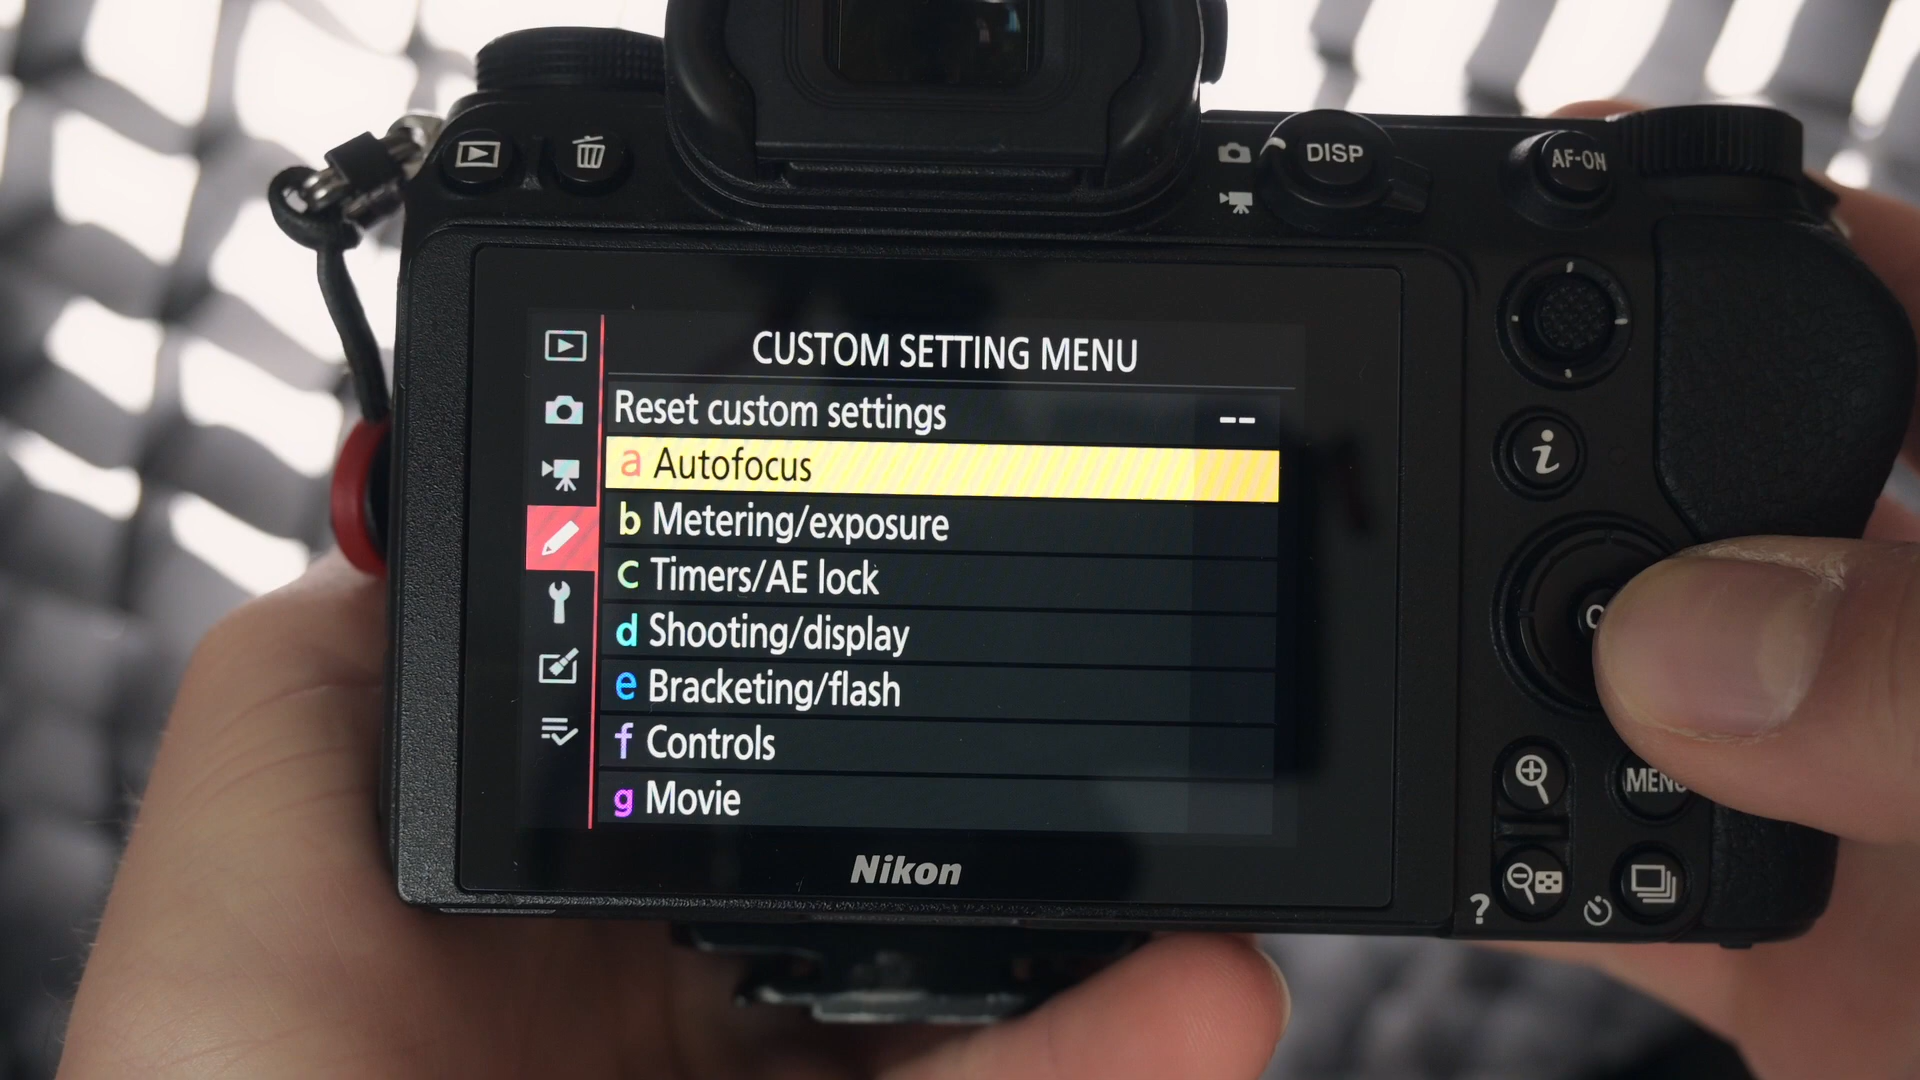 DISP
AF-ON
CUSTOM SETTING MENU
Reset custom settings --
a Autofocus
b Metering/exposure
c Timers/AE lock
d Shooting/display
e Bracketing/flash
f Controls
g Movie
i
MENU
Nikon
?